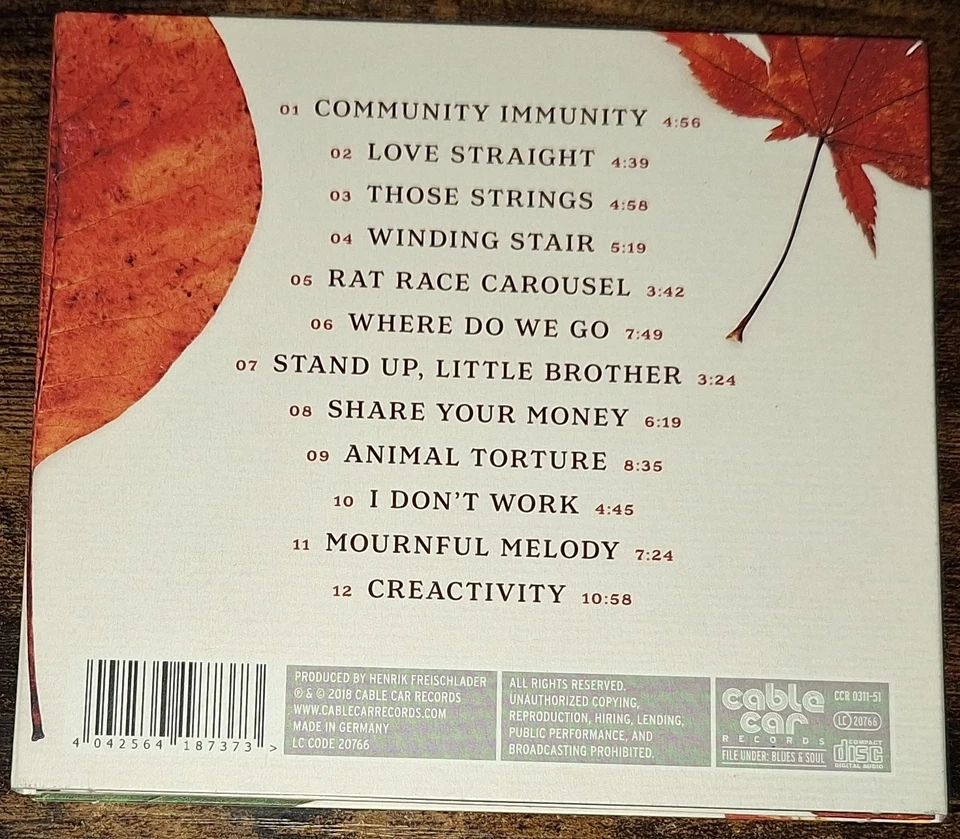 01 COMMUNITY IMMUNITY 4:56
02 LOVE STRAIGHT 4:39
03 THOSE STRINGS 4:58
04 WINDING STAIR 5:19
05 RAT RACE CAROUSEL 3:42
06 WHERE DO WE GO 7:49
07 STAND UP, LITTLE BROTHER 3:24
08 SHARE YOUR MONEY 6:19
09 ANIMAL TORTURE 8:35
10 I DON'T WORK 4:45
11 MOURNFUL MELODY 7:24
12 CREACTIVITY 10:58
4 042564 187373 >
PRODUCED BY HENRIK FREISCHLADER
℗ & © 2018 CABLE CAR RECORDS
WWW.CABLECARRECORDS.COM
MADE IN GERMANY
LC CODE 20766
ALL RIGHTS RESERVED.
UNAUTHORIZED COPYING,
REPRODUCTION, HIRING, LENDING,
PUBLIC PERFORMANCE, AND
BROADCASTING PROHIBITED.
cable
car
RECORDS
FILE UNDER: BLUES & SOUL
CCR 0311-51
LC 20766
COMPACT
disc
DIGITAL AUDIO